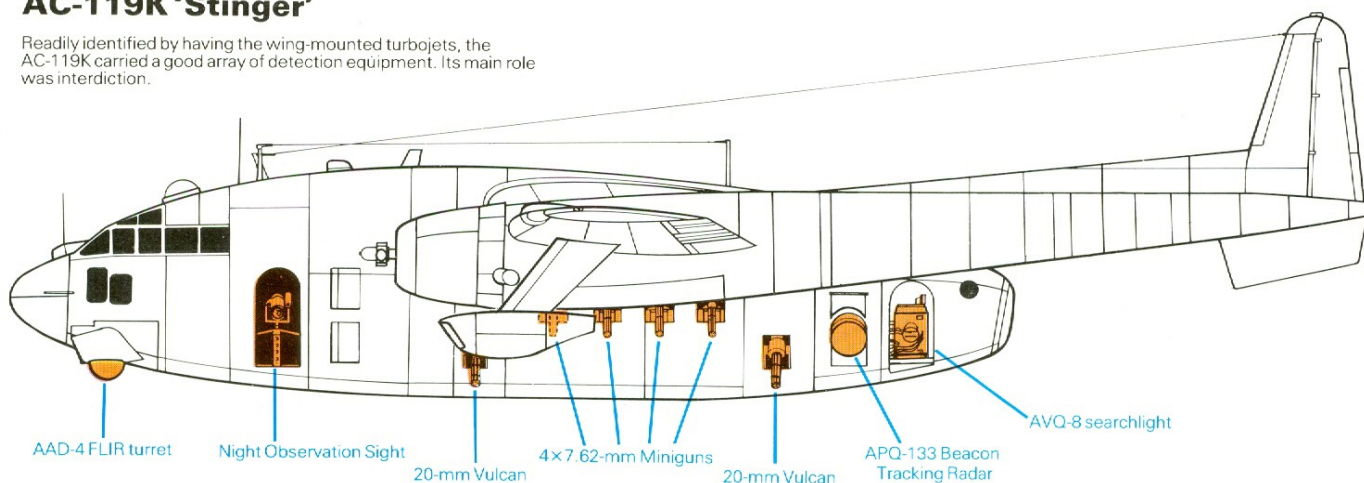 AC-119K ‘Stinger’
Readily identified by having the wing-mounted turbojets, the
AC-119K carried a good array of detection equipment. Its main role
was interdiction.
AAD-4 FLIR turret
Night Observation Sight
20-mm Vulcan
4×7.62-mm Miniguns
20-mm Vulcan
APQ-133 Beacon
Tracking Radar
AVQ-8 searchlight